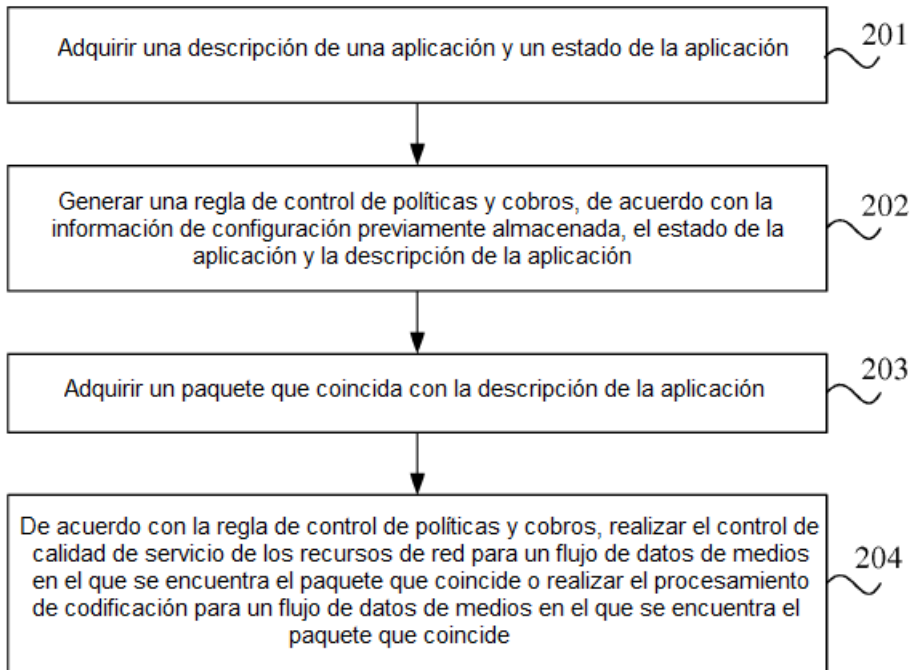 Adquirir una descripción de una aplicación y un estado de la aplicación
201
Generar una regla de control de políticas y cobros, de acuerdo con la
información de configuración previamente almacenada, el estado de la
aplicación y la descripción de la aplicación
202
Adquirir un paquete que coincida con la descripción de la aplicación
203
De acuerdo con la regla de control de políticas y cobros, realizar el control de
calidad de servicio de los recursos de red para un flujo de datos de medios
en el que se encuentra el paquete que coincide o realizar el procesamiento
de codificación para un flujo de datos de medios en el que se encuentra el
paquete que coincide
204